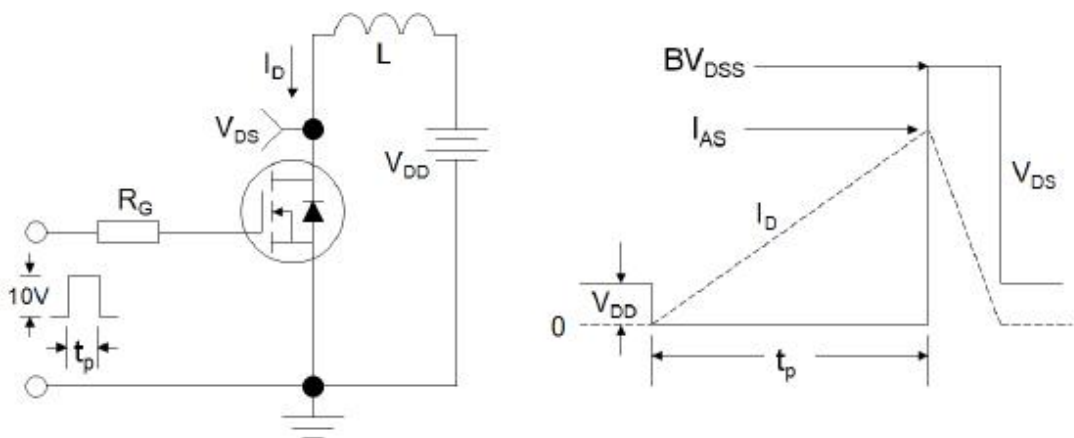 L
I_D
V_DS
V_DD
R_G
10V
t_p
BV_DSS
I_AS
V_DS
I_D
V_DD
0
t_p